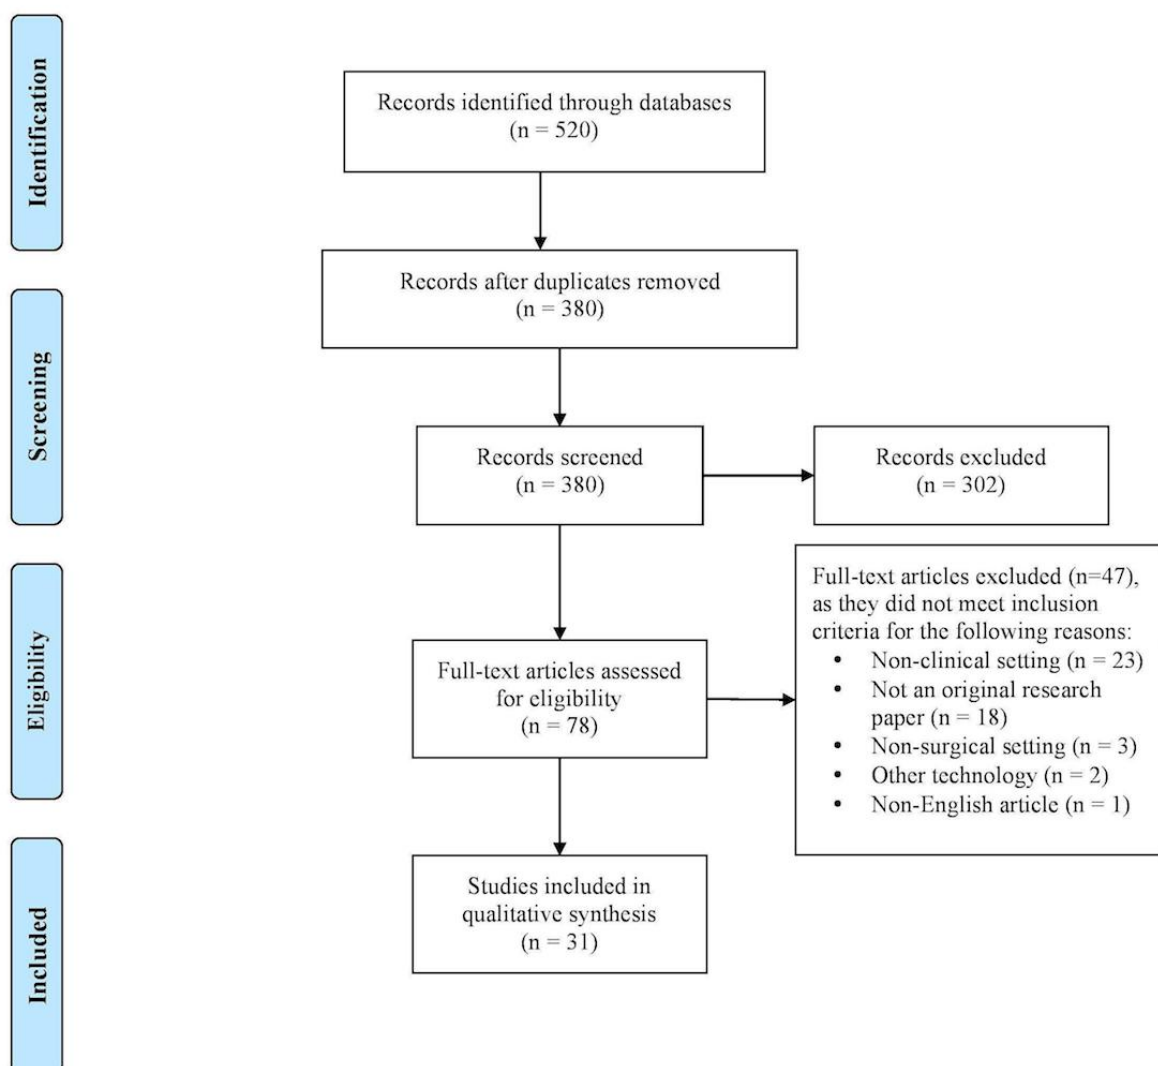 Identification
Records identified through databases
(n = 520)
Records after duplicates removed
(n = 380)
Screening
Records screened
(n = 380)
Records excluded
(n = 302)
Eligibility
Full-text articles assessed
for eligibility
(n = 78)
Full-text articles excluded (n=47),
as they did not meet inclusion
criteria for the following reasons:
• Non-clinical setting (n = 23)
• Not an original research
paper (n = 18)
• Non-surgical setting (n = 3)
• Other technology (n = 2)
• Non-English article (n = 1)
Included
Studies included in
qualitative synthesis
(n = 31)